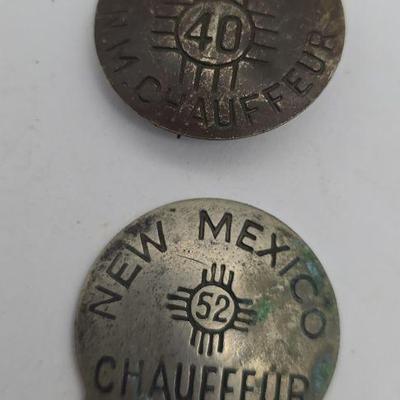 40
N.M. CHAUFFEUR
NEW MEXICO
52
CHAUFFEUR